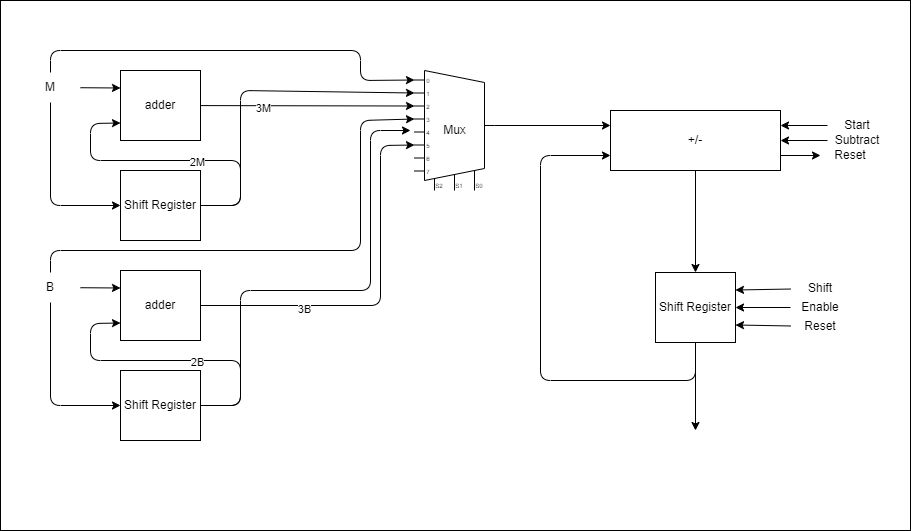 M
adder
3M
2M
Shift Register
B
adder
3B
2B
Shift Register
0
1
2
3
4
5
6
7
Mux
S2
S1
S0
+/-
Start
Subtract
Reset
Shift Register
Shift
Enable
Reset